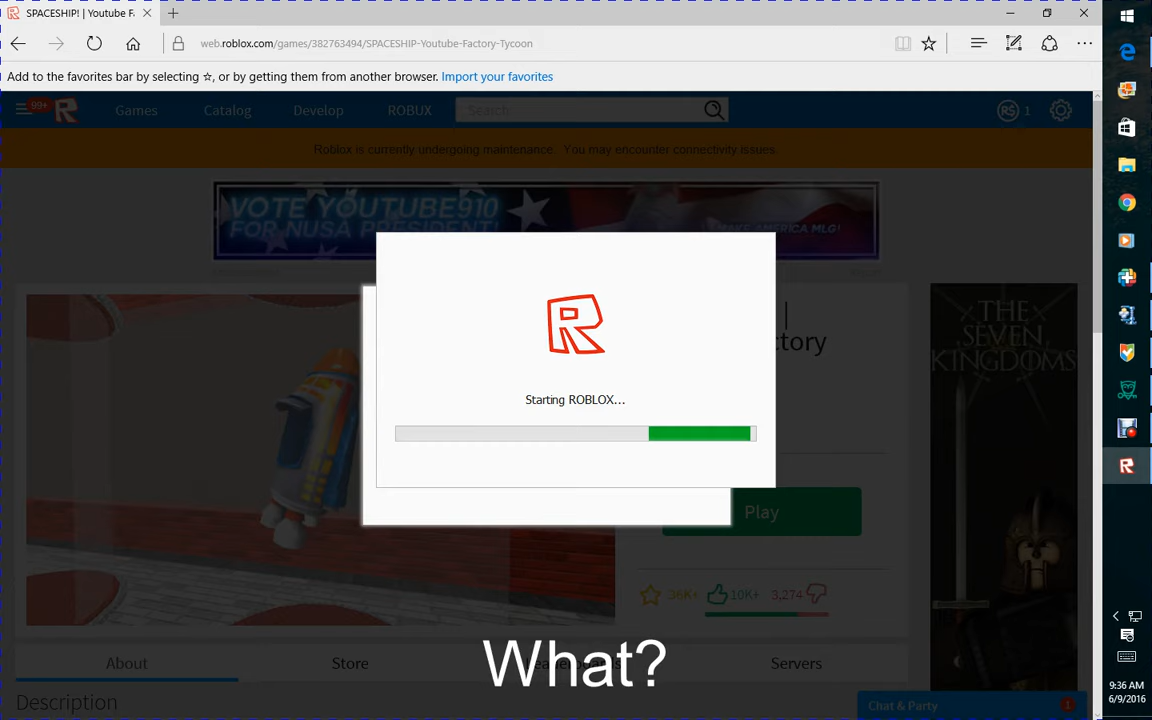 SPACESHIP! | Youtube F
web.roblox.com/games/382763494/SPACESHIP-Youtube-Factory-Tycoon
Add to the favorites bar by selecting ☆, or by getting them from another browser. Import your favorites
99+
Games
Catalog
Develop
ROBUX
Search
R$ 1
Roblox is currently undergoing maintenance. You may encounter connectivity issues.
VOTE YOUTUBE910
FOR NUSA PRESIDENT!
MAKE AMERICA MLG!
|
ctory
THE
SEVEN
KINGDOMS
Starting ROBLOX...
Play
36K+
10K+
3,274
What?
About
Store
Servers
Description
Chat & Party
1
9:36 AM
6/9/2016